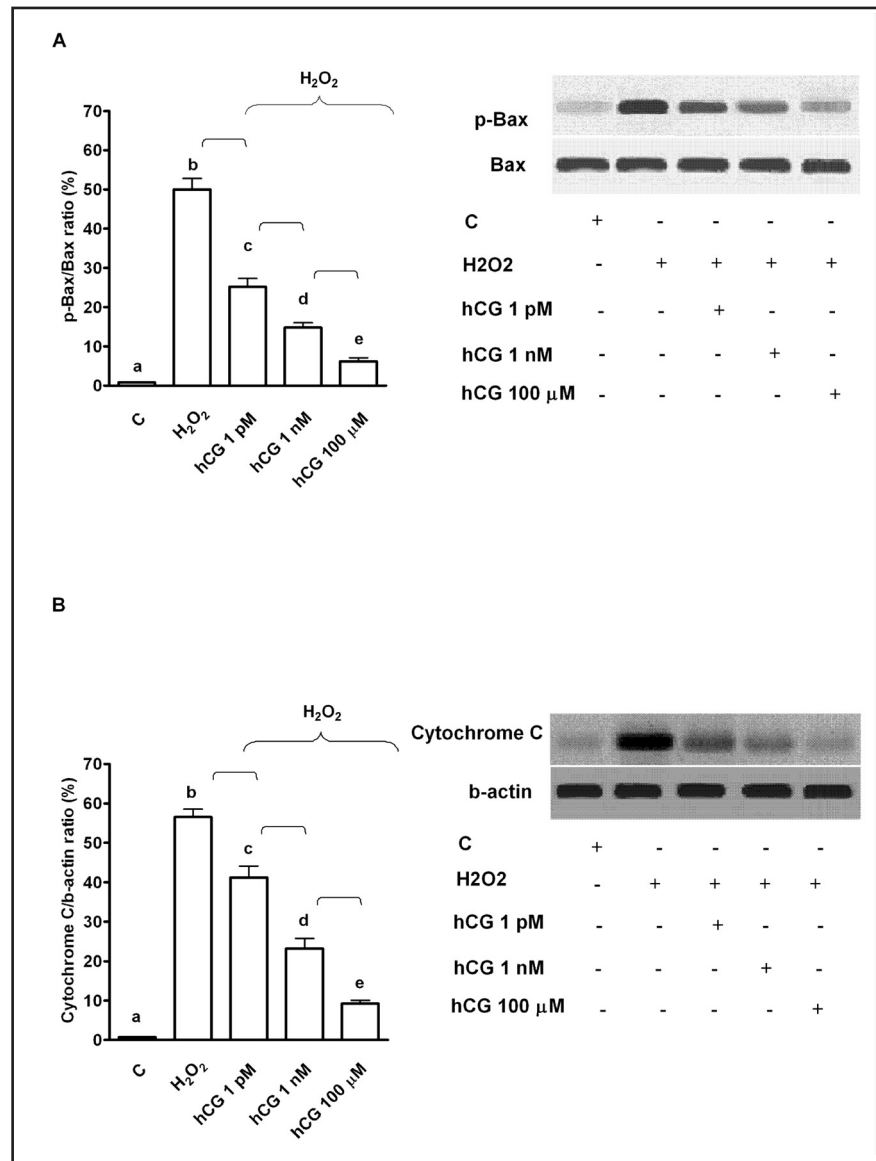 A
H₂O₂
p-Bax/Bax ratio (%)
70
60
50
40
30
20
10
0
a
b
c
d
e
C
H₂O₂
hCG 1 pM
hCG 1 nM
hCG 100 μM
p-Bax
Bax
C + - - - -
H2O2 - + + + +
hCG 1 pM - - + - -
hCG 1 nM - - - + -
hCG 100 μM - - - - +
B
H₂O₂
Cytochrome C/b-actin ratio (%)
70
60
50
40
30
20
10
0
a
b
c
d
e
C
H₂O₂
hCG 1 pM
hCG 1 nM
hCG 100 μM
Cytochrome C
b-actin
C + - - - -
H2O2 - + + + +
hCG 1 pM - - + - -
hCG 1 nM - - - + -
hCG 100 μM - - - - +